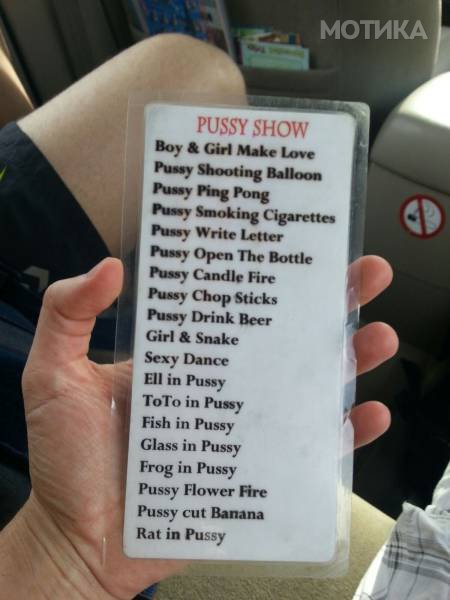 МОТИКА
PUSSY SHOW
Boy & Girl Make Love
Pussy Shooting Balloon
Pussy Ping Pong
Pussy Smoking Cigarettes
Pussy Write Letter
Pussy Open The Bottle
Pussy Candle Fire
Pussy Chop Sticks
Pussy Drink Beer
Girl & Snake
Sexy Dance
Ell in Pussy
ToTo in Pussy
Fish in Pussy
Glass in Pussy
Frog in Pussy
Pussy Flower Fire
Pussy cut Banana
Rat in Pussy